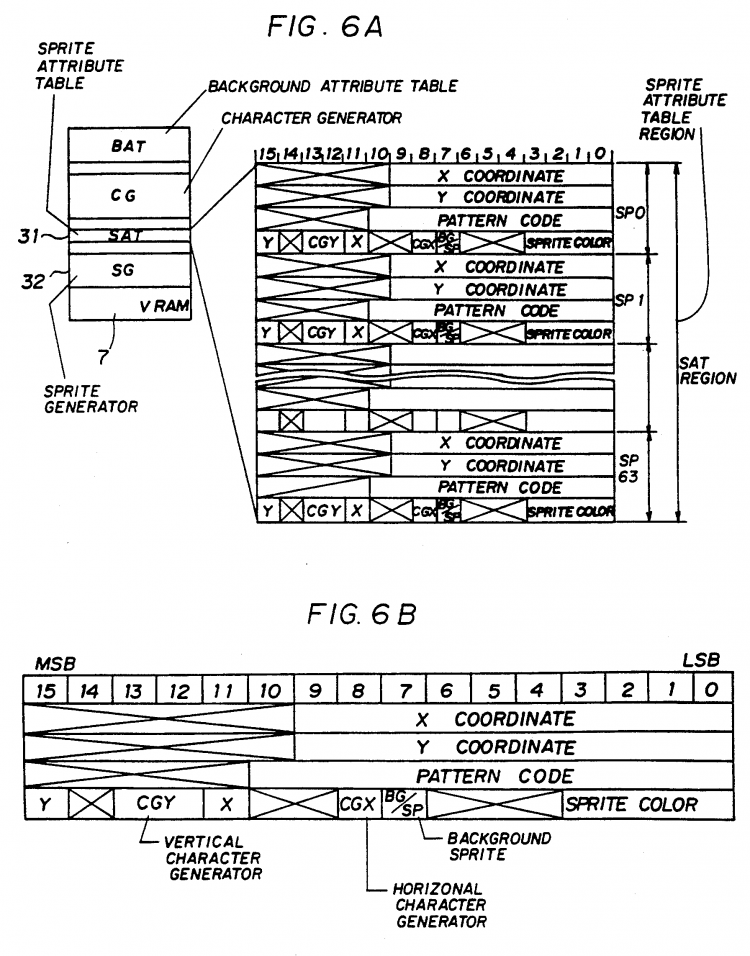 FIG. 6A
SPRITE
ATTRIBUTE
TABLE
BACKGROUND ATTRIBUTE TABLE
CHARACTER GENERATOR
BAT
CG
31
SAT
32
SG
VRAM
7
SPRITE
GENERATOR
SPRITE
ATTRIBUTE
TABLE
REGION
15 14 13 12 11 10 9 8 7 6 5 4 3 2 1 0
X COORDINATE
Y COORDINATE
PATTERN CODE
Y CGY X CGX BG/SP SPRITE COLOR
SP0
X COORDINATE
Y COORDINATE
PATTERN CODE
Y CGY X CGX BG/SP SPRITE COLOR
SP1
X COORDINATE
Y COORDINATE
PATTERN CODE
Y CGY X CGX BG/SP SPRITE COLOR
SP
63
SAT
REGION
FIG. 6B
MSB LSB
15 14 13 12 11 10 9 8 7 6 5 4 3 2 1 0
X COORDINATE
Y COORDINATE
PATTERN CODE
Y CGY X CGX BG/SP SPRITE COLOR
VERTICAL
CHARACTER
GENERATOR
BACKGROUND
SPRITE
HORIZONAL
CHARACTER
GENERATOR